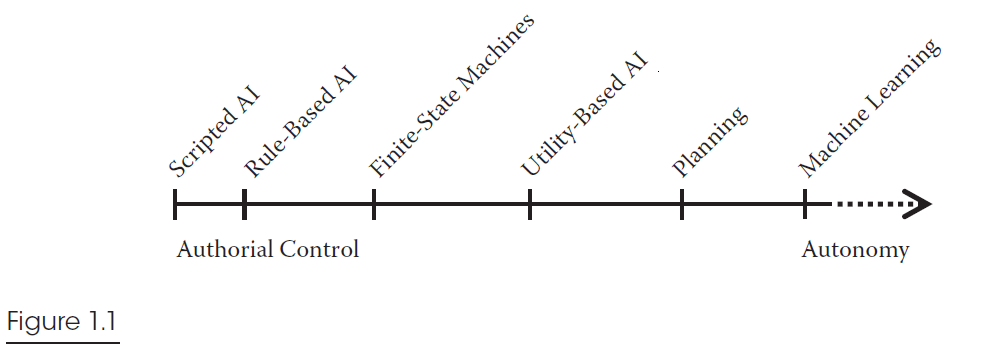 Scripted AI
Rule-Based AI
Finite-State Machines
Utility-Based AI
Planning
Machine Learning
Authorial Control
Autonomy
Figure 1.1